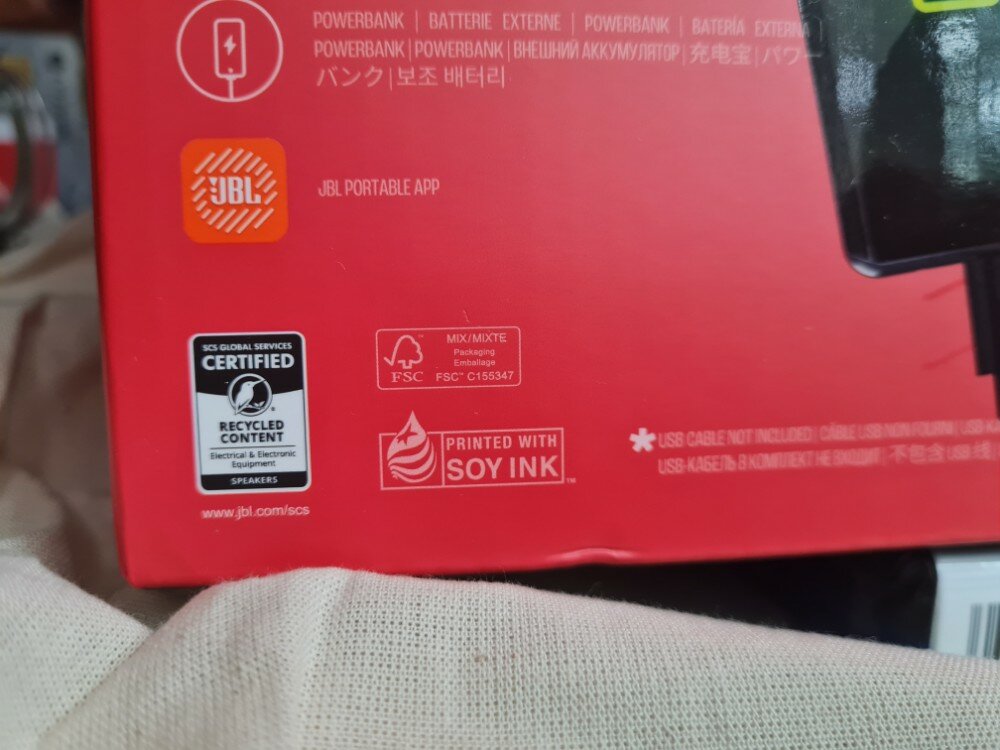 POWERBANK | BATTERIE EXTERNE | POWERBANK | BATERÍA EXTERNA
POWERBANK | POWERBANK | ВНЕШНИЙ АККУМУЛЯТОР | 充电宝 | パワー
バンク | 보조 배터리
JBL
JBL PORTABLE APP
SCS GLOBAL SERVICES
CERTIFIED
RECYCLED
CONTENT
Electrical & Electronic
Equipment
SPEAKERS
www.jbl.com/scs
FSC
MIX/MIXTE
Packaging
Emballage
FSC™ C155347
PRINTED WITH
SOY INK™
*USB CABLE NOT INCLUDED | CÂBLE USB NON FOURNI |
USB-КАБЕЛЬ В КОМПЛЕКТ НЕ ВХОДИТ | 不包含 USB 线